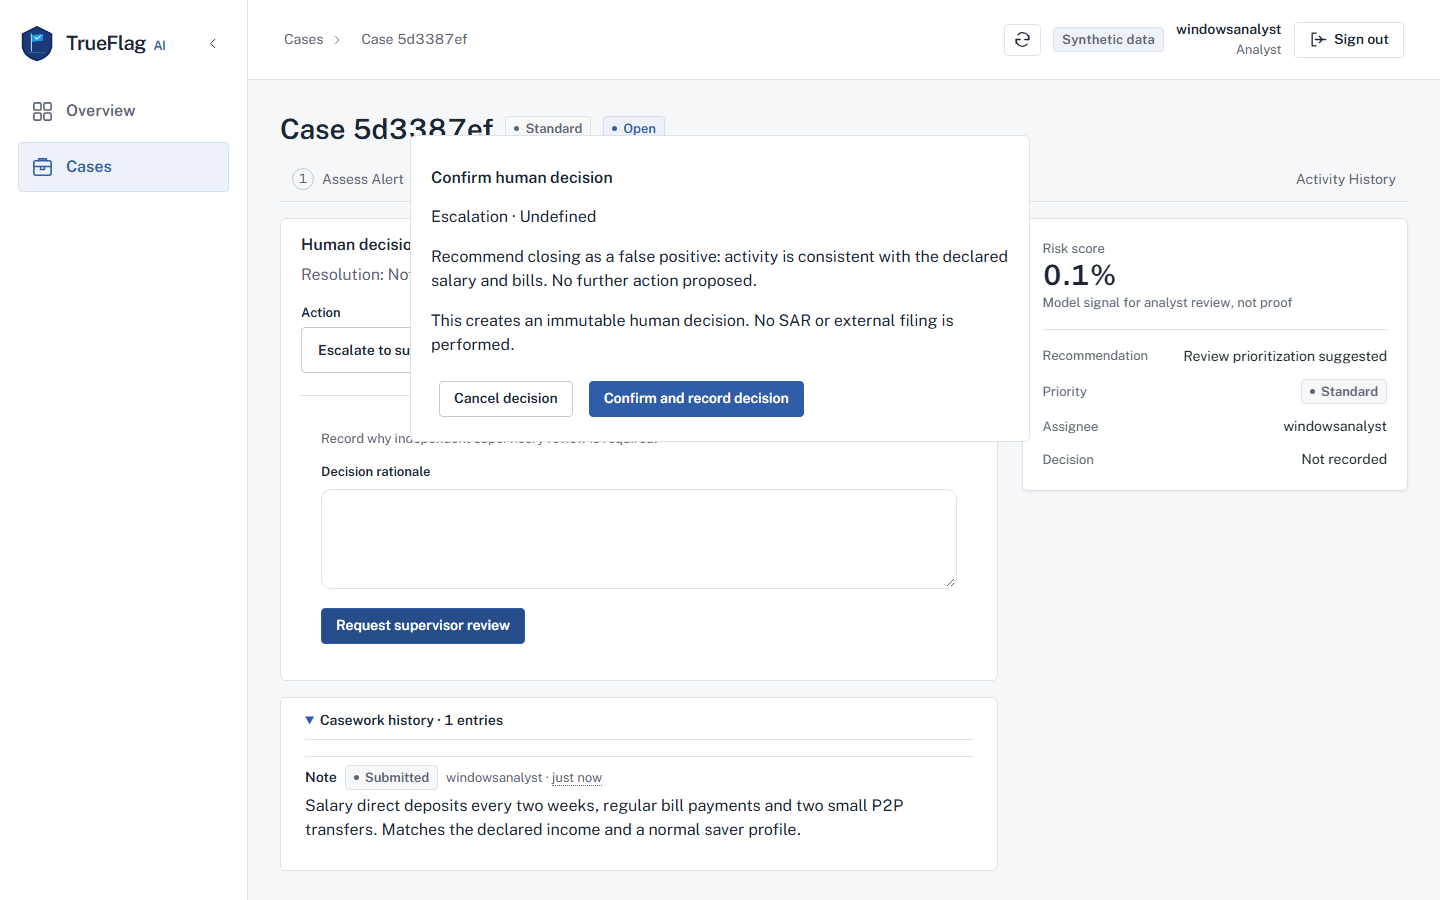 TrueFlag AI
Overview
Cases
Cases
Case 5d3387ef
Synthetic data
windowsanalyst
Analyst
Sign out
Case 5d3387ef
Standard
Open
1 Assess Alert
Activity History
Confirm human decision
Escalation · Undefined
Recommend closing as a false positive: activity is consistent with the declared
salary and bills. No further action proposed.
This creates an immutable human decision. No SAR or external filing is
performed.
Cancel decision
Confirm and record decision
Human decisio
Resolution: No
Action
Escalate to su
Record why independent supervisory review is required.
Decision rationale
Request supervisor review
Casework history · 1 entries
Note
Submitted
windowsanalyst · just now
Salary direct deposits every two weeks, regular bill payments and two small P2P
transfers. Matches the declared income and a normal saver profile.
Risk score
0.1%
Model signal for analyst review, not proof
Recommendation
Review prioritization suggested
Priority
Standard
Assignee
windowsanalyst
Decision
Not recorded